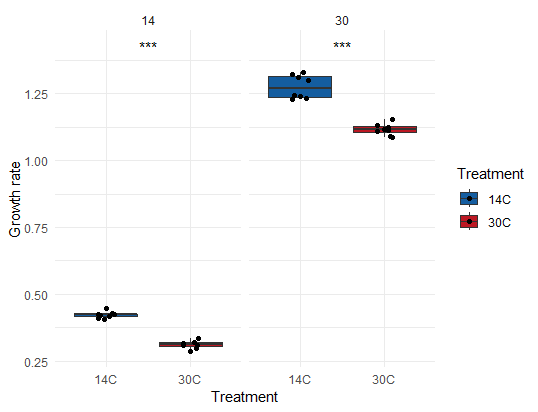 14
30
***
***
1.25
1.00
0.75
0.50
0.25
Growth rate
14C
30C
14C
30C
Treatment
Treatment
14C
30C